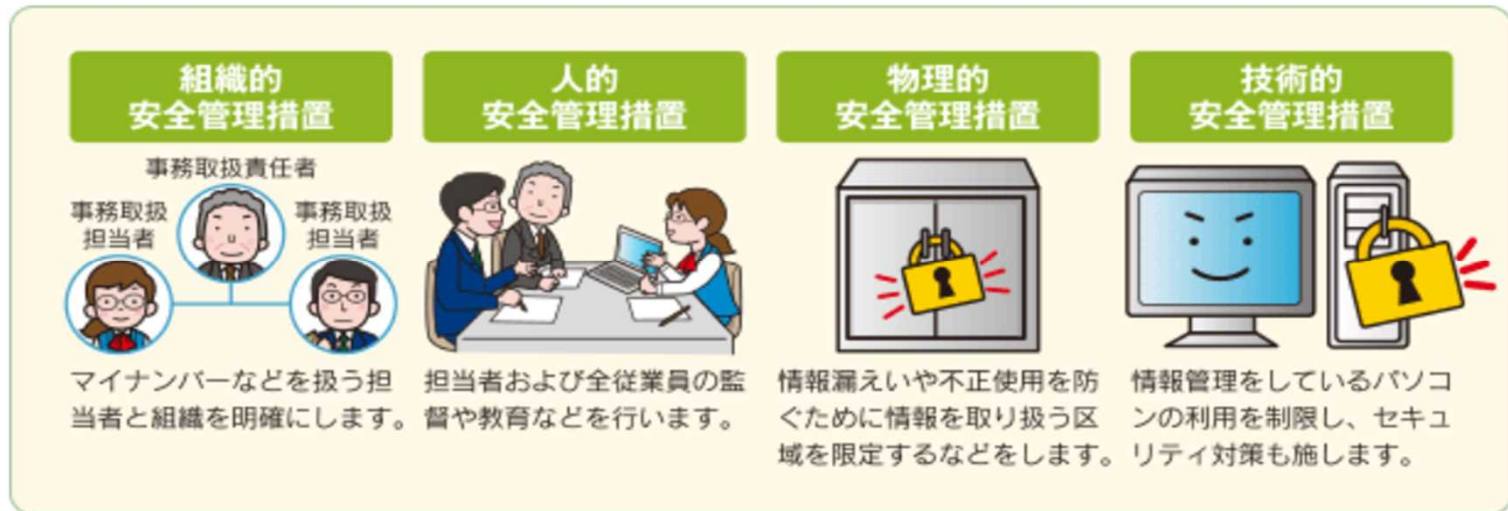 組織的
安全管理措置
事務取扱責任者
事務取扱
担当者
事務取扱
担当者
マイナンバーなどを扱う担
当者と組織を明確にします。
人的
安全管理措置
担当者および全従業員の監
督や教育などを行います。
物理的
安全管理措置
情報漏えいや不正使用を防
ぐために情報を取り扱う区
域を限定するなどをします。
技術的
安全管理措置
情報管理をしているパソコ
ンの利用を制限し、セキュ
リティ対策も施します。